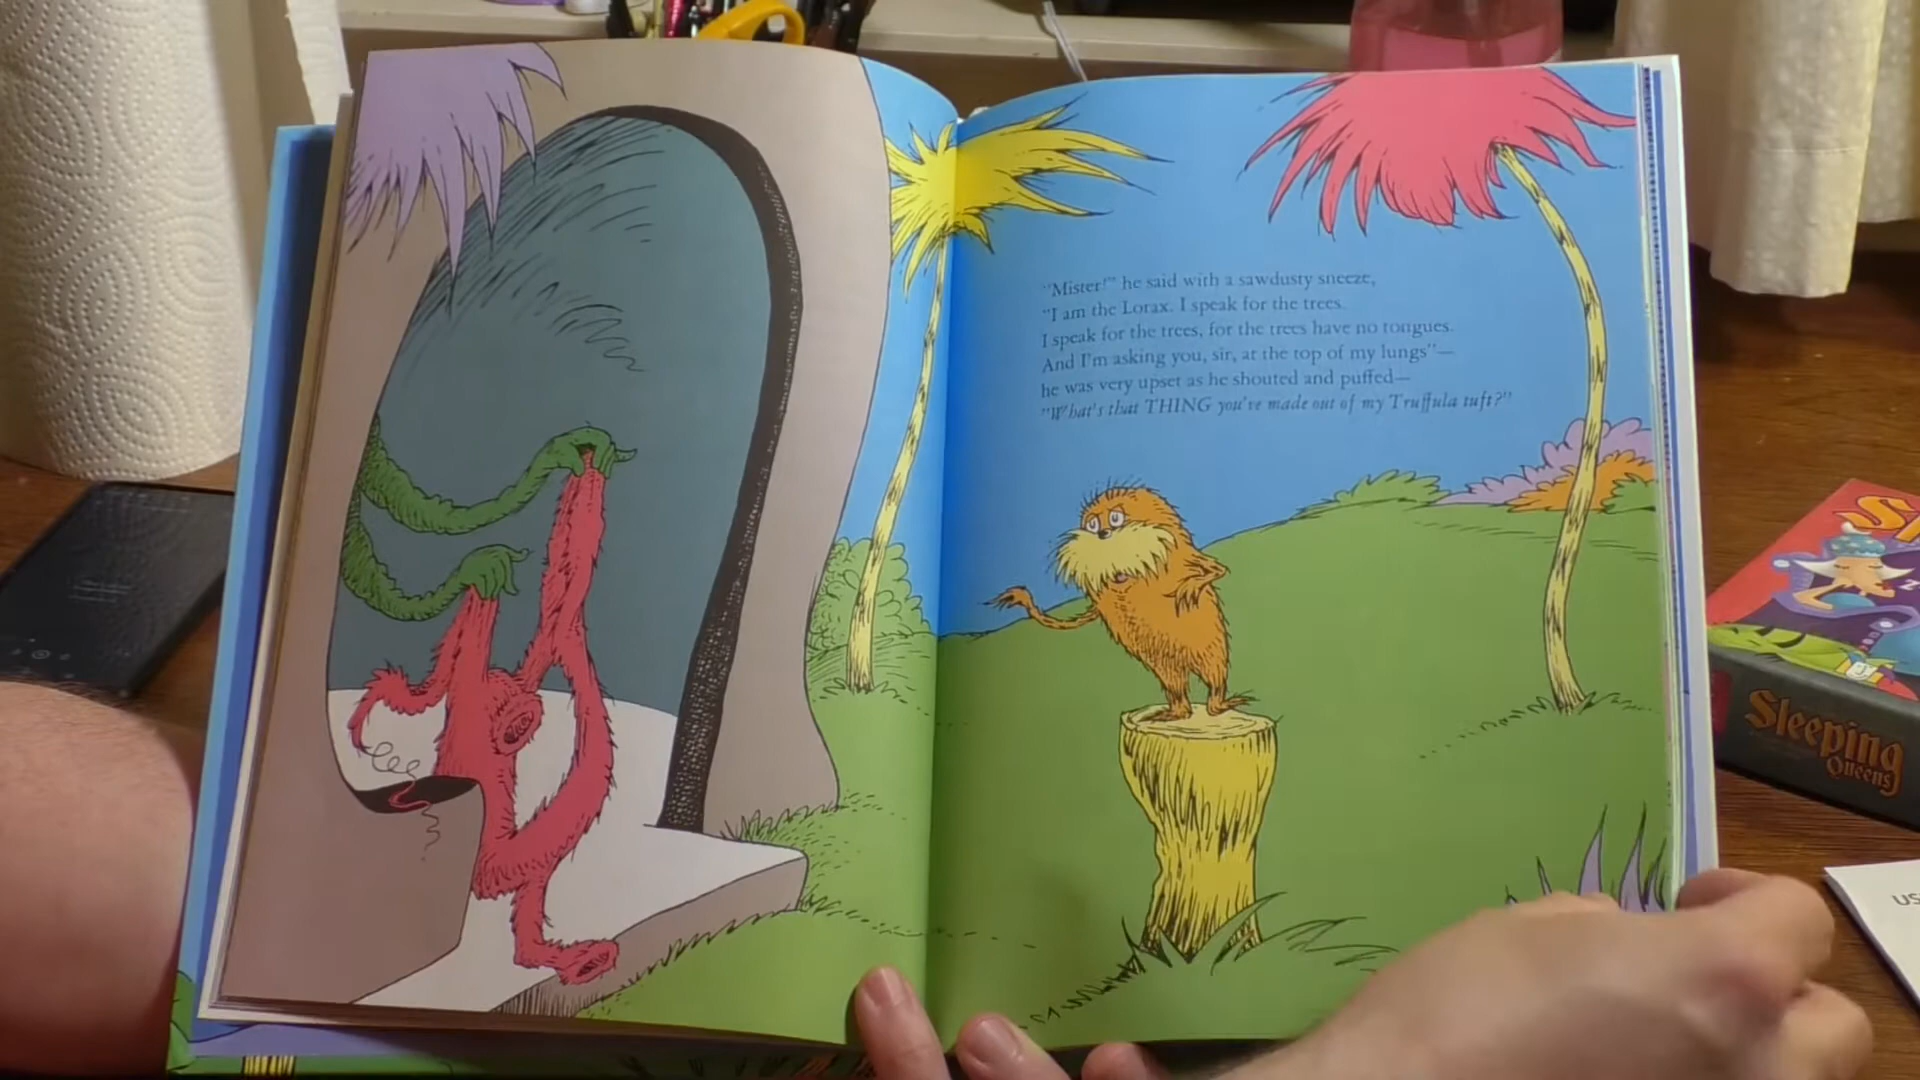 "Mister!" he said with a sawdusty sneeze,
"I am the Lorax. I speak for the trees.
I speak for the trees, for the trees have no tongues.
And I'm asking you, sir, at the top of my lungs"—
he was very upset as he shouted and puffed—
"What's that THING you've made out of my Truffula tuft?"
Sleeping
Queens
US